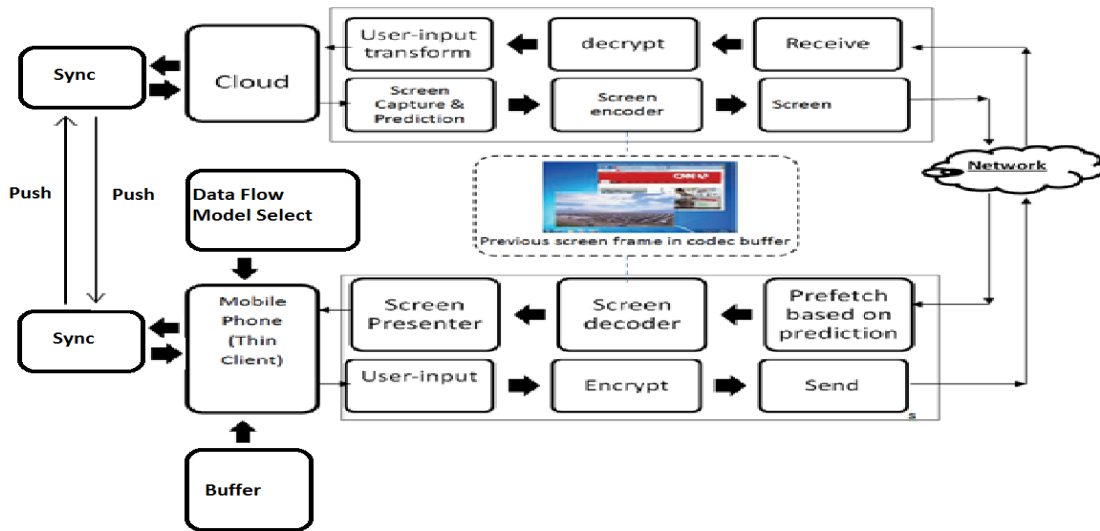 User-input
transform
decrypt
Receive
Sync
Cloud
Screen
Capture &
Prediction
Screen
encoder
Screen
Network
Push
Push
Data Flow
Model Select
CNN
Previous screen frame in codec buffer
Mobile
Phone
(Thin
Client)
Screen
Presenter
Screen
decoder
Prefetch
based on
prediction
Sync
User-input
Encrypt
Send
Buffer